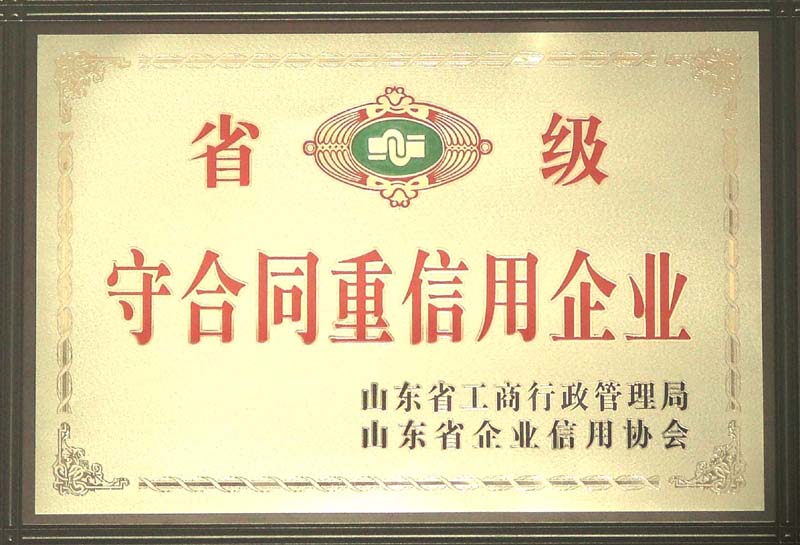 省 级
守合同重信用企业
山东省工商行政管理局
山东省企业信用协会